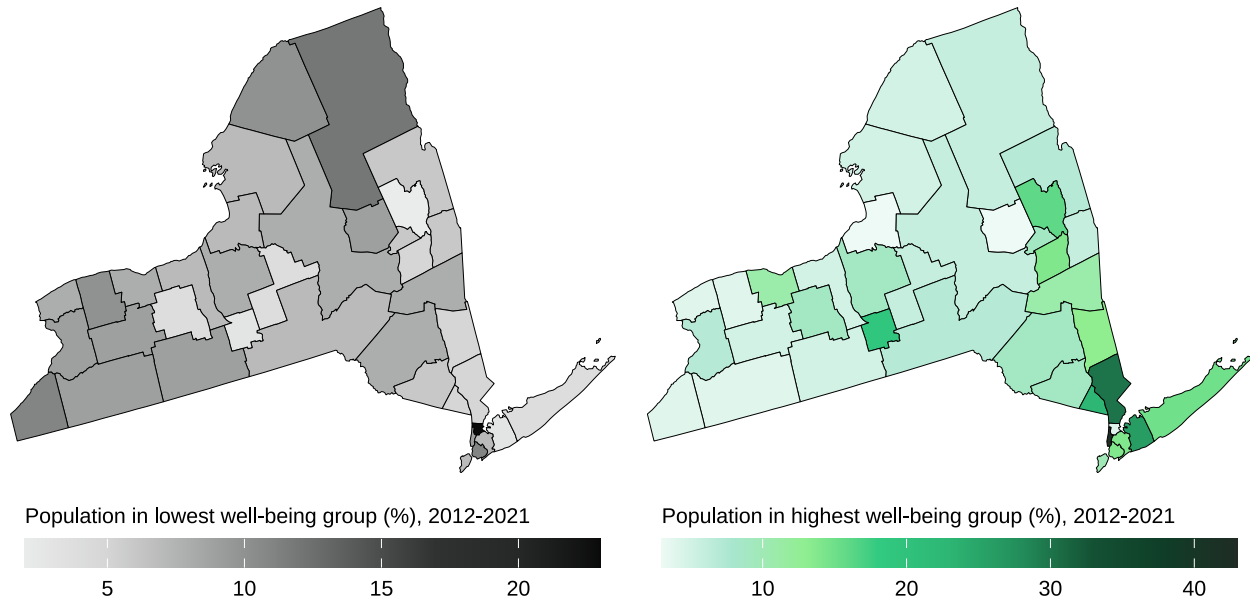 Population in lowest well-being group (%), 2012-2021
5 10 15 20
Population in highest well-being group (%), 2012-2021
10 20 30 40